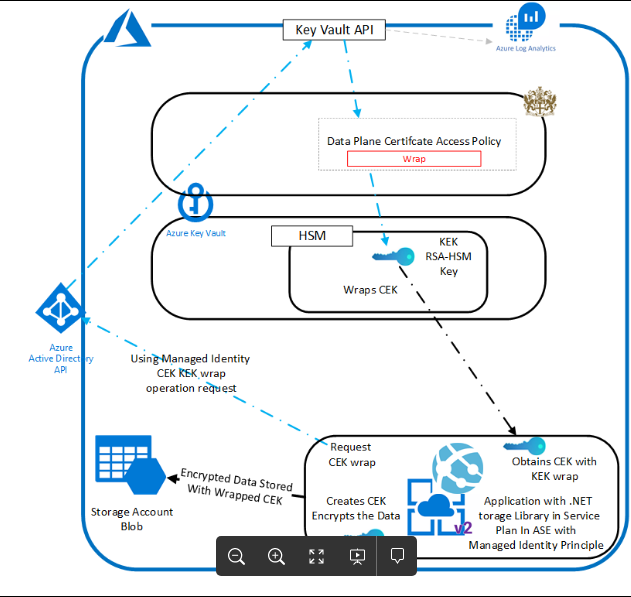 Key Vault API
Azure Log Analytics
Data Plane Certifcate Access Policy
Wrap
Azure Key Vault
HSM
KEK
RSA-HSM
Key
Wraps CEK
Azure
Active Directory
API
Using Managed Identity
CEK KEK wrap
operation request
Request
CEK wrap
Obtains CEK with
KEK wrap
Encrypted Data Stored
With Wrapped CEK
Storage Account
Blob
Creates CEK
Encrypts the Data
v2
Application with .NET
torage Library in Service
Plan In ASE with
Managed Identity Principle